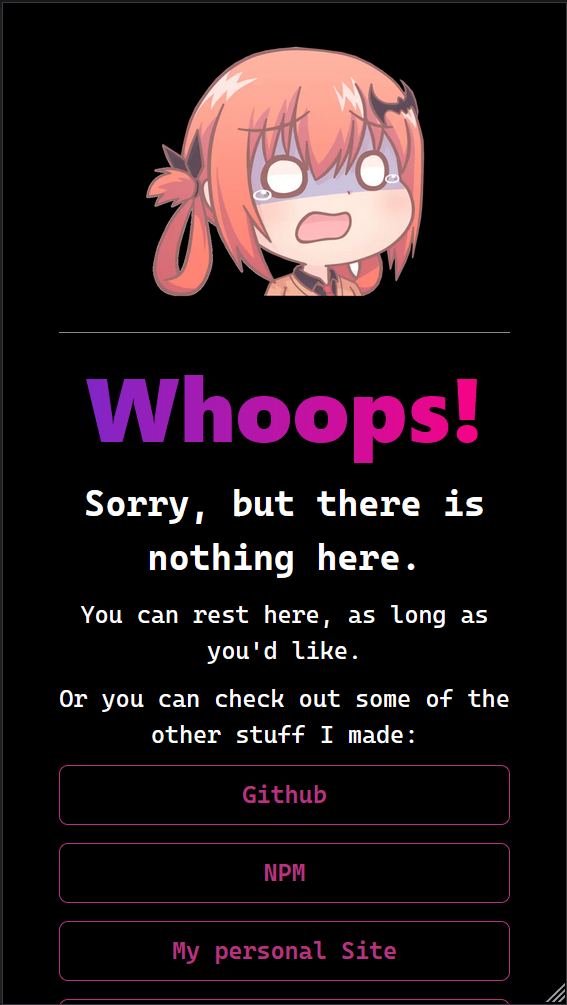 Whoops!
Sorry, but there is
nothing here.
You can rest here, as long as
you'd like.
Or you can check out some of the
other stuff I made:
Github
NPM
My personal Site